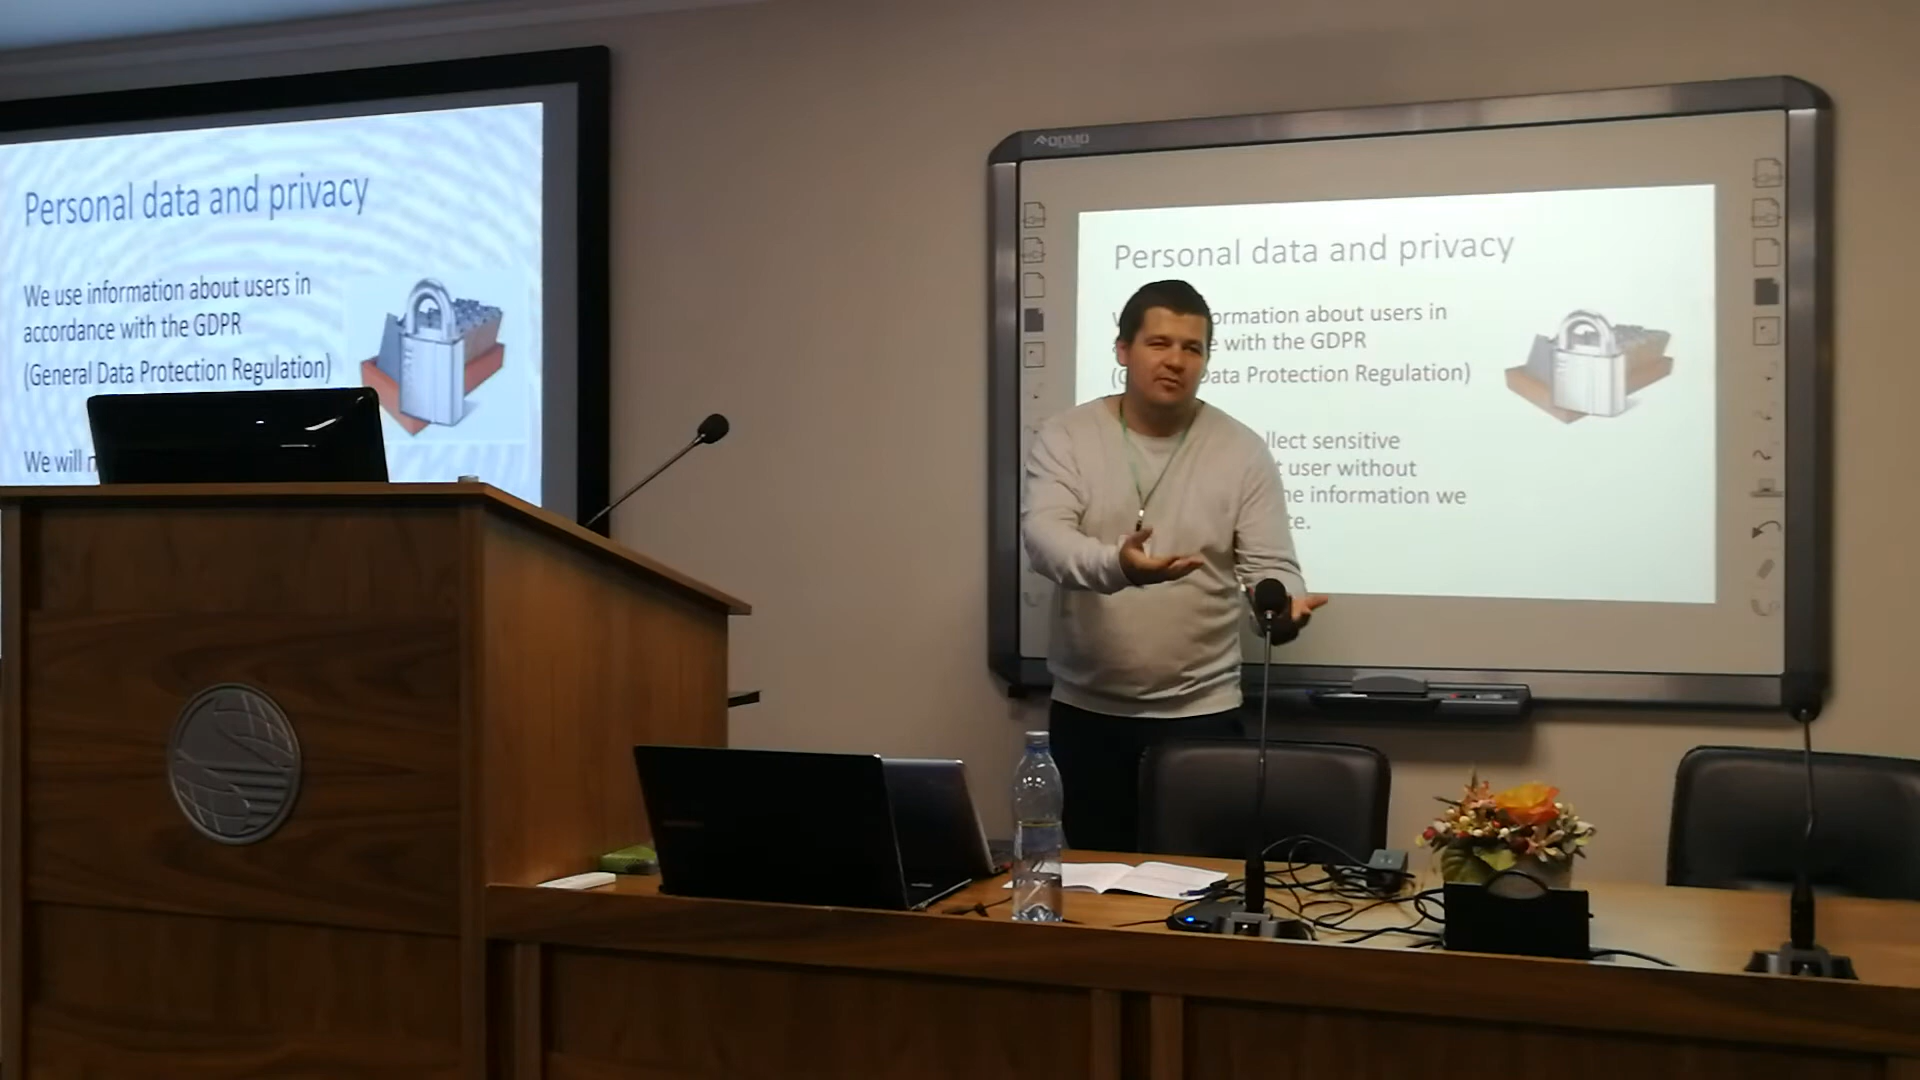 Personal data and privacy
We use information about users in
accordance with the GDPR
(General Data Protection Regulation)
We will
QOMO
Personal data and privacy
ormation about users in
with the GDPR
Data Protection Regulation)
llect sensitive
user without
information we